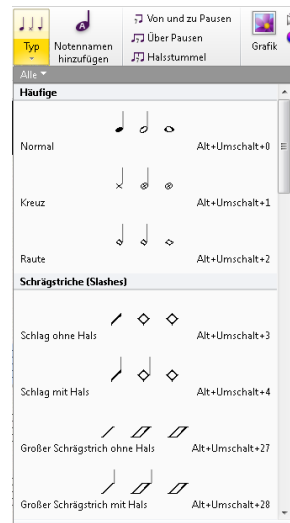 Von und zu Pausen
Typ
Notennamen
hinzufügen
Über Pausen
Halsstummel
Grafik
Alle
Häufige
Normal Alt+Umschalt+0
Kreuz Alt+Umschalt+1
Raute Alt+Umschalt+2
Schrägstriche (Slashes)
Schlag ohne Hals Alt+Umschalt+3
Schlag mit Hals Alt+Umschalt+4
Großer Schrägstrich ohne Hals Alt+Umschalt+27
Großer Schrägstrich mit Hals Alt+Umschalt+28